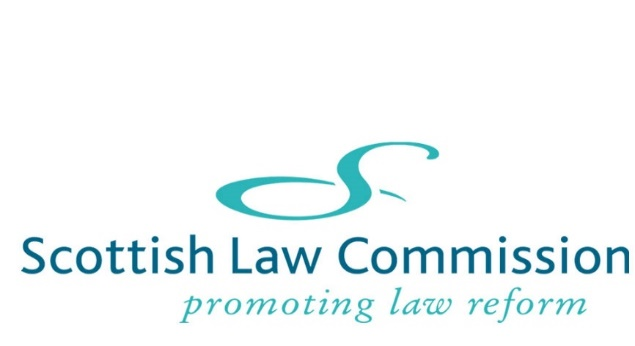 Scottish Law Commission
promoting law reform